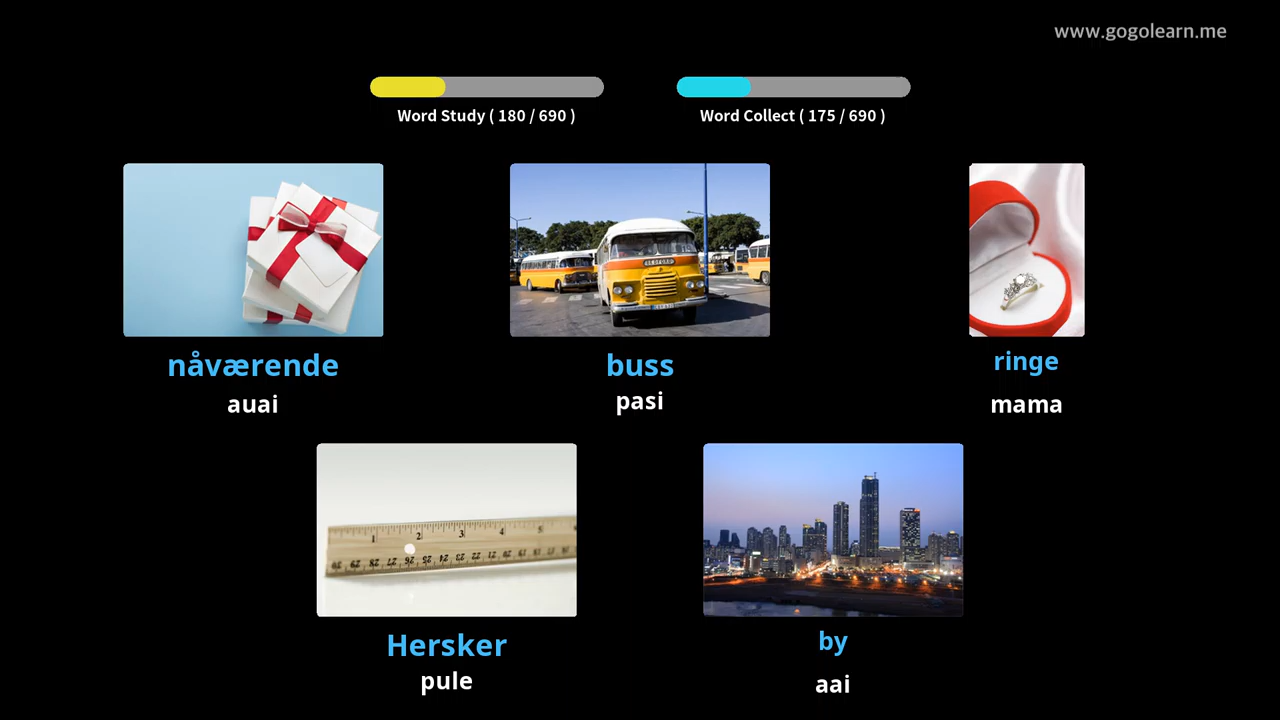 www.gogolearn.me
Word Study ( 180 / 690 )
Word Collect ( 175 / 690 )
nåværende
auai
buss
pasi
ringe
mama
Hersker
pule
by
aai